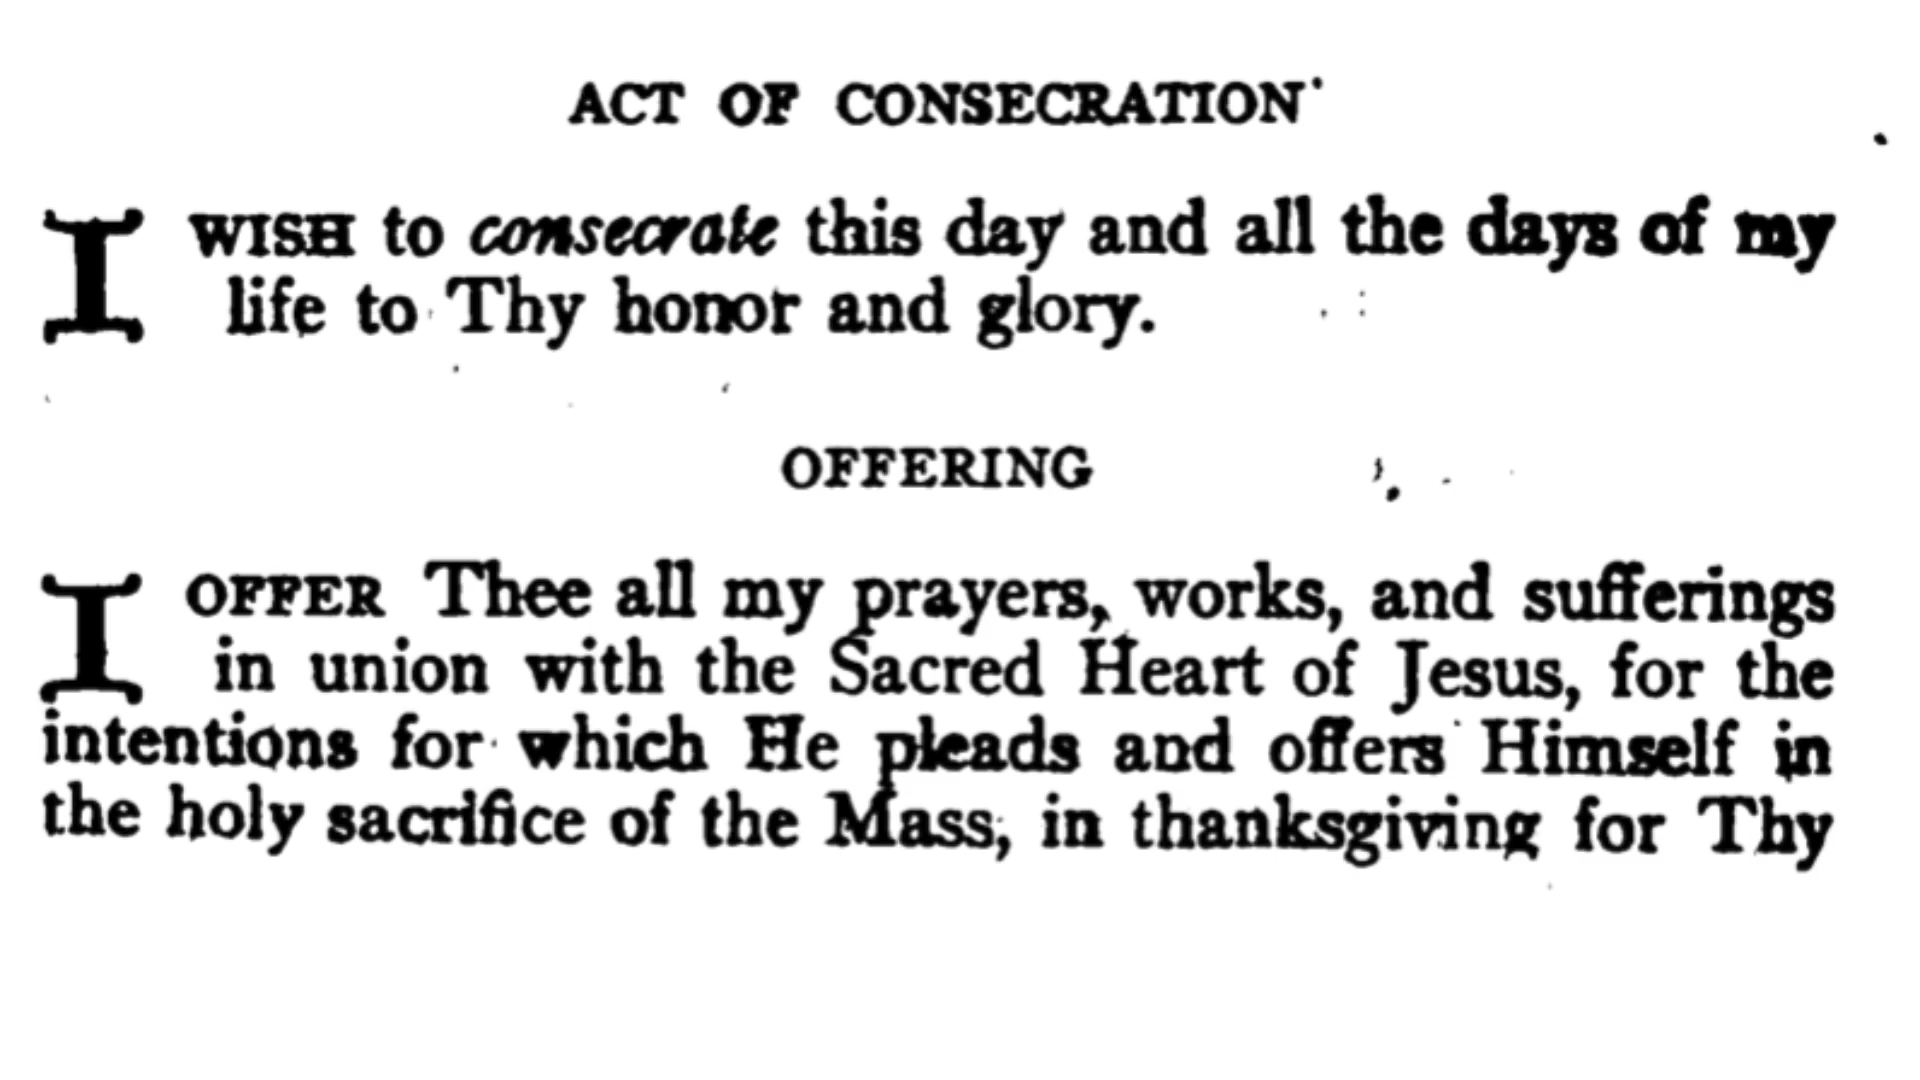 ACT OF CONSECRATION
I WISH to consecrate this day and all the days of my
life to Thy honor and glory.
OFFERING
I OFFER Thee all my prayers, works, and sufferings
in union with the Sacred Heart of Jesus, for the
intentions for which He pleads and offers Himself in
the holy sacrifice of the Mass, in thanksgiving for Thy